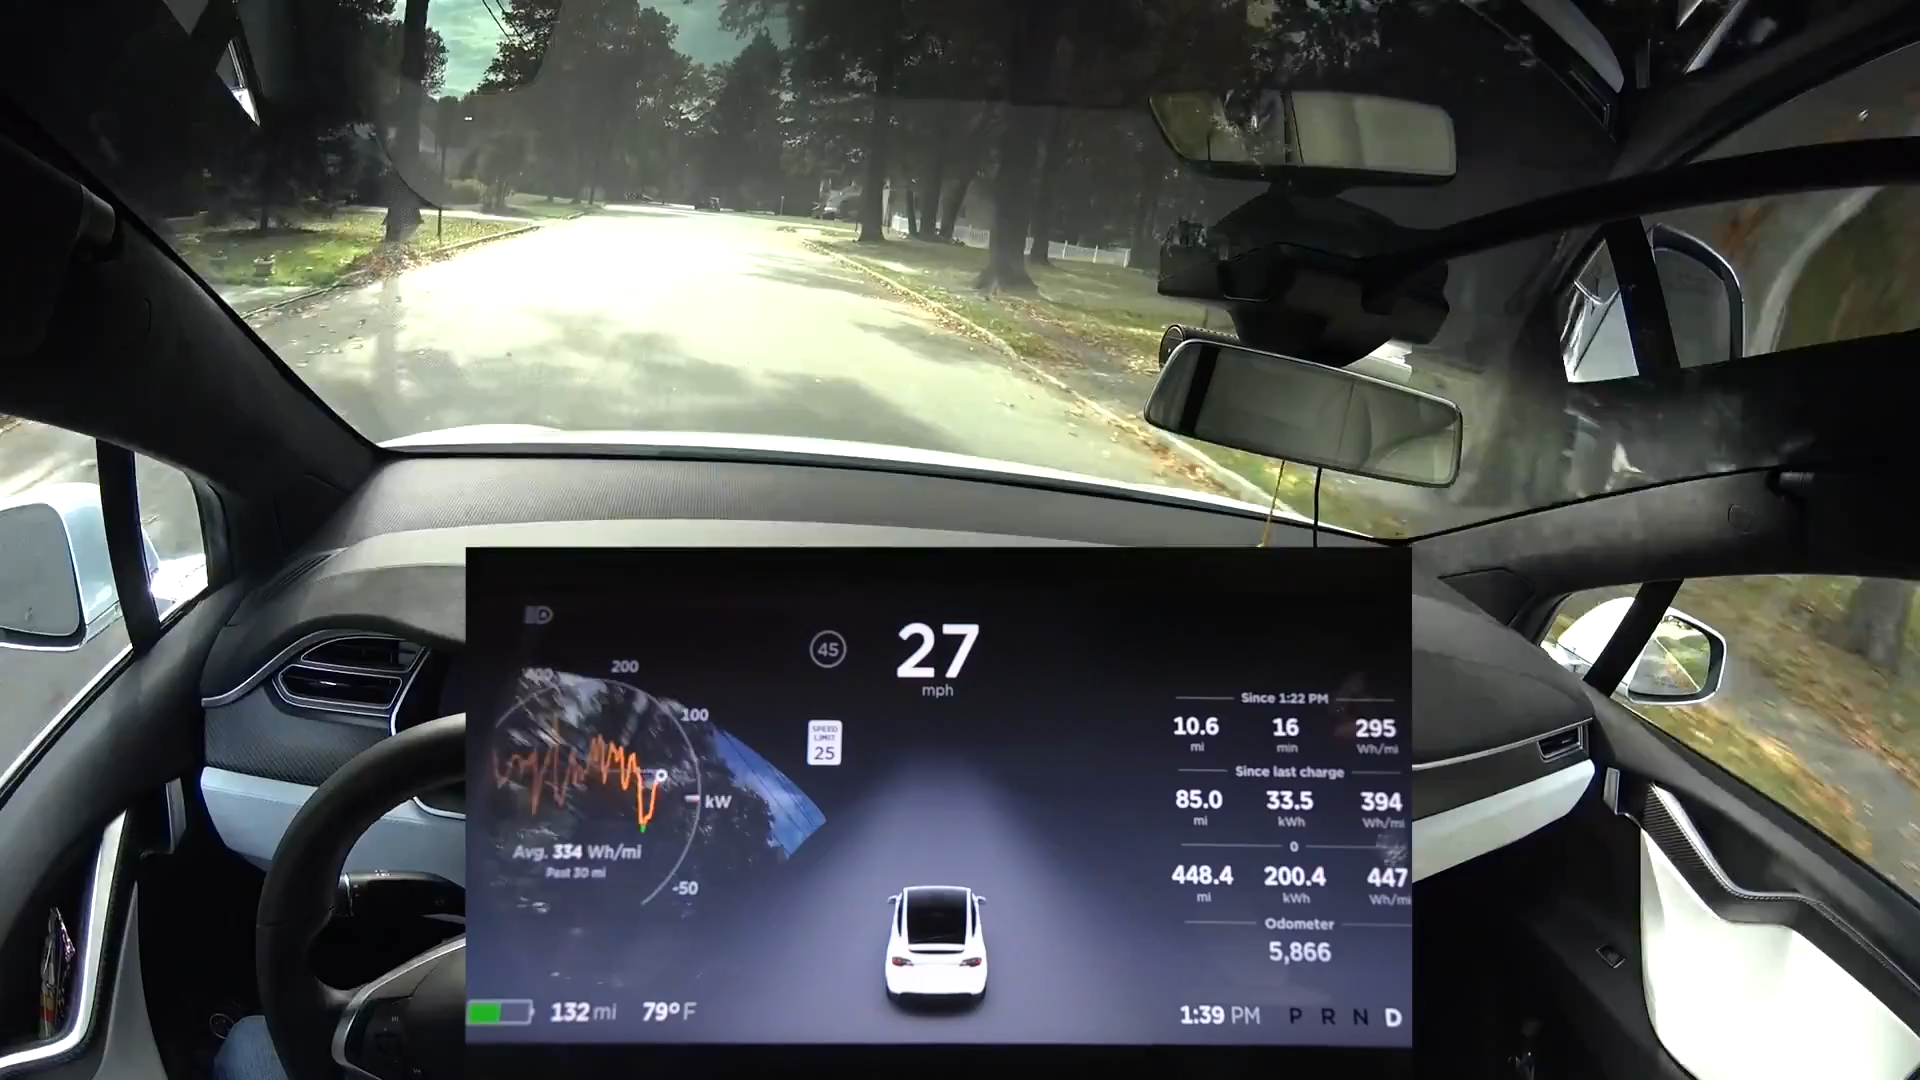 45
27
mph
SPEED
LIMIT
25
200
100
kW
-50
Avg. 334 Wh/mi
Past 30 mi
Since 1:22 PM
10.6 16 295
mi min Wh/mi
Since last charge
85.0 33.5 394
mi kWh Wh/mi
0
448.4 200.4 447
mi kWh Wh/mi
Odometer
5,866
132 mi 79° F
1:39 PM P R N D